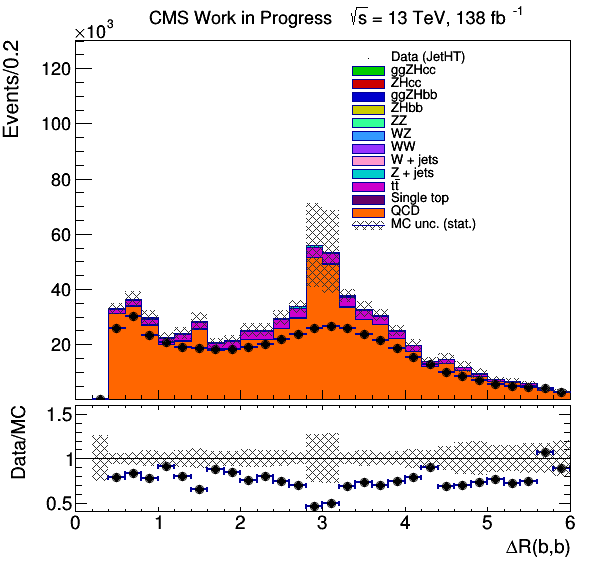 CMS Work in Progress √s = 13 TeV, 138 fb⁻¹
×10³
Events/0.2
120
100
80
60
40
20
Data (JetHT)
ggZHcc
ZHcc
ggZHbb
ZHbb
ZZ
WZ
WW
W + jets
Z + jets
tt̄
Single top
QCD
MC unc. (stat.)
Data/MC
1.5
1
0.5
0 1 2 3 4 5 6
ΔR(b,b)